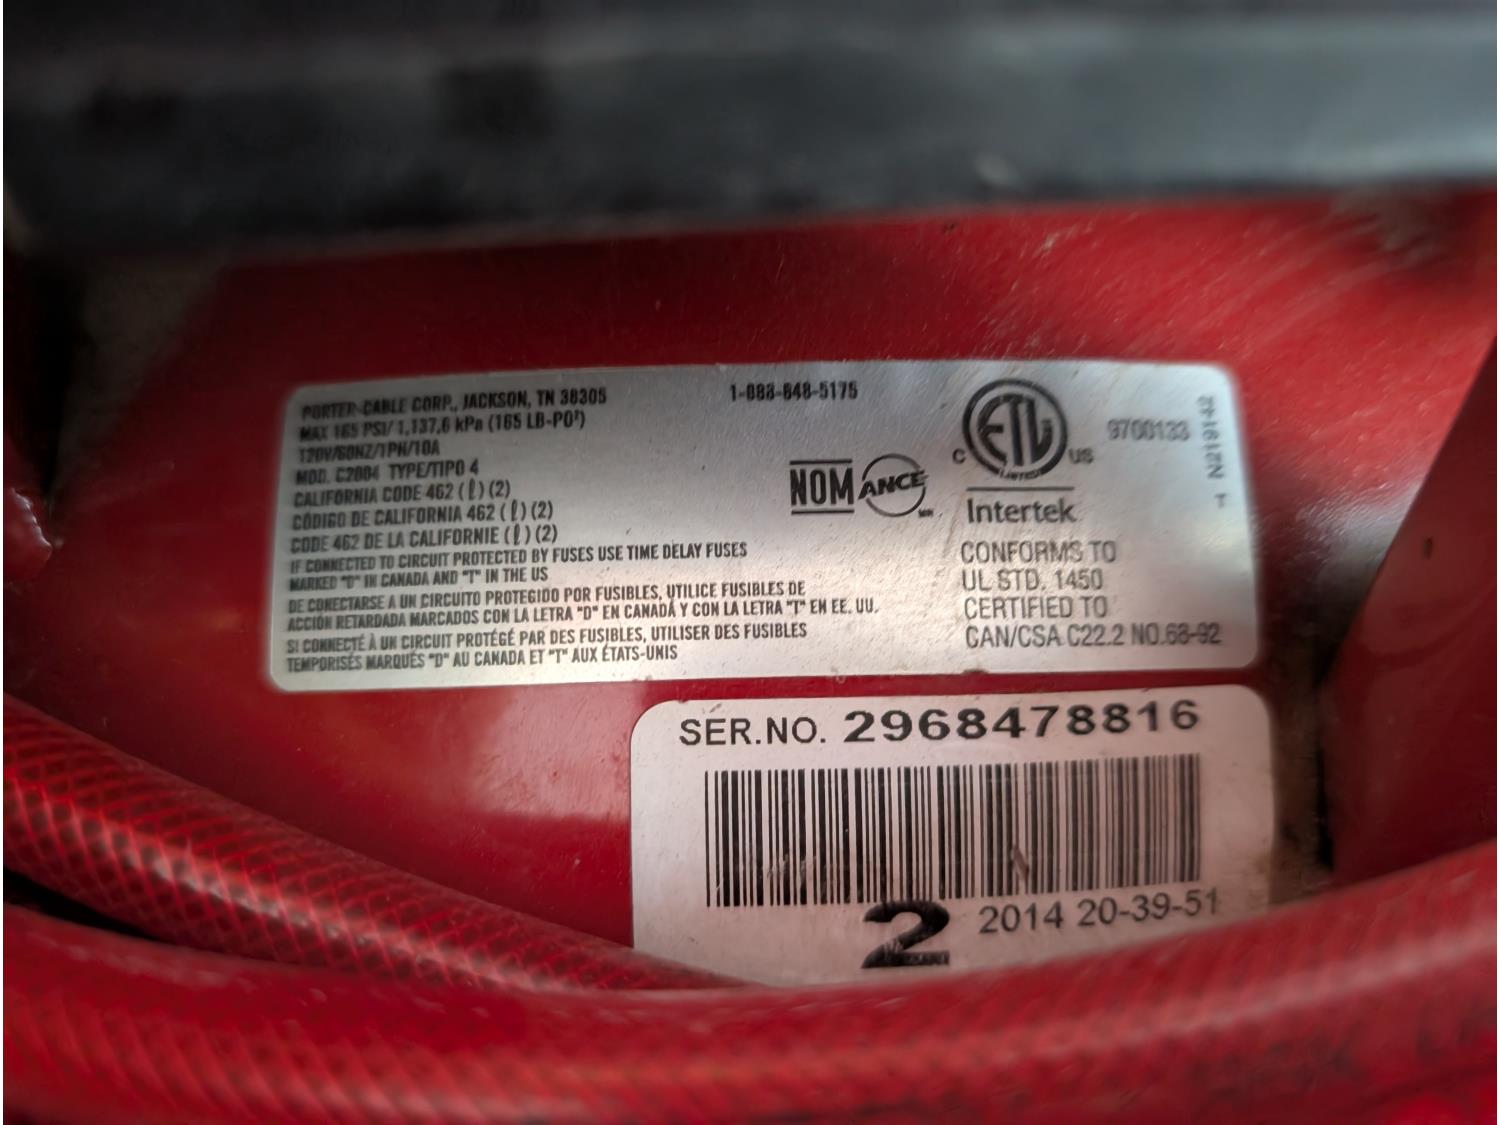 PORTER-CABLE CORP., JACKSON, TN 38305 1-888-848-5175
MAX 165 PSI/ 1,137,6 kPa (165 LB-PO²)
120V/60HZ/1PH/10A
MOD. C2004 TYPE/TIPO 4
CALIFORNIA CODE 462 (ℓ) (2)
CÓDIGO DE CALIFORNIA 462 (ℓ) (2)
CODE 462 DE LA CALIFORNIE (ℓ) (2)
IF CONNECTED TO CIRCUIT PROTECTED BY FUSES USE TIME DELAY FUSES
MARKED "D" IN CANADA AND "T" IN THE US
DE CONECTARSE A UN CIRCUITO PROTEGIDO POR FUSIBLES, UTILICE FUSIBLES DE
ACCIÓN RETARDADA MARCADOS CON LA LETRA "D" EN CANADÁ Y CON LA LETRA "T" EN EE. UU.
SI CONNECTÉ À UN CIRCUIT PROTÉGÉ PAR DES FUSIBLES, UTILISER DES FUSIBLES
TEMPORISÉS MARQUÉS "D" AU CANADA ET "T" AUX ÉTATS-UNIS
NOM ANCE
C ETL US
LISTED
9700133
Intertek
CONFORMS TO
UL STD. 1450
CERTIFIED TO
CAN/CSA C22.2 NO.68-92
N219142 T
SER.NO. 2968478816
2 2014 20-39-51